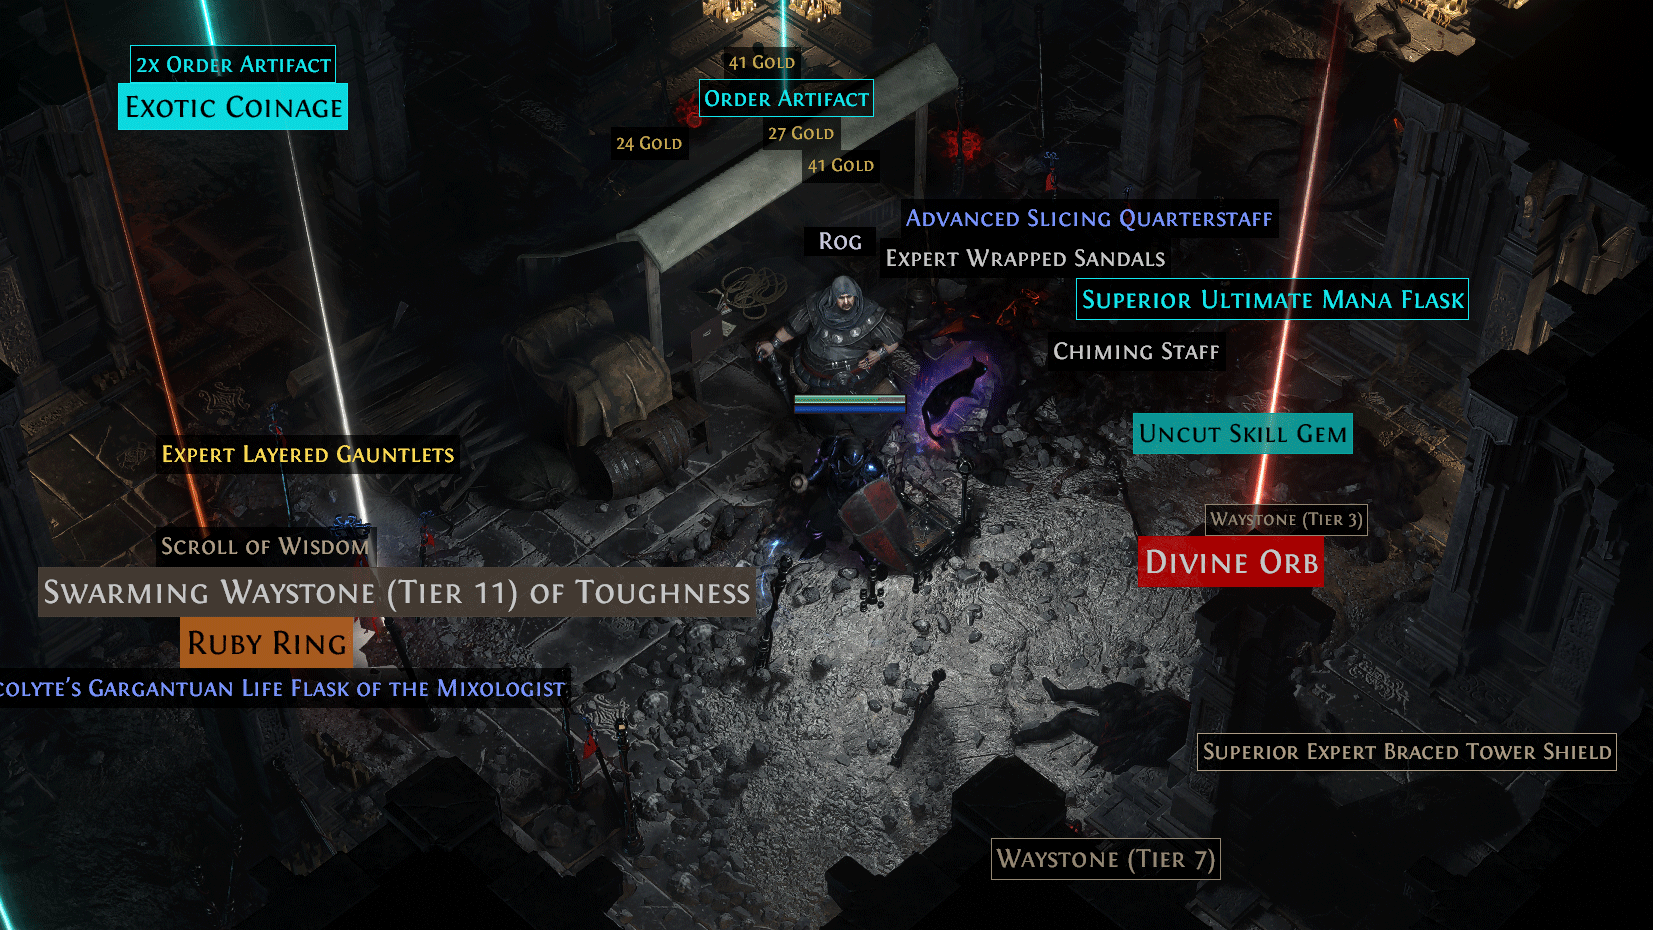 2x Order Artifact
Exotic Coinage
41 Gold
Order Artifact
27 Gold
24 Gold
41 Gold
Advanced Slicing Quarterstaff
Rog
Expert Wrapped Sandals
Superior Ultimate Mana Flask
Chiming Staff
Uncut Skill Gem
Expert Layered Gauntlets
Waystone (Tier 3)
Scroll of Wisdom
Divine Orb
Swarming Waystone (Tier 11) of Toughness
Ruby Ring
colyte's Gargantuan Life Flask of the Mixologist
Superior Expert Braced Tower Shield
Waystone (Tier 7)